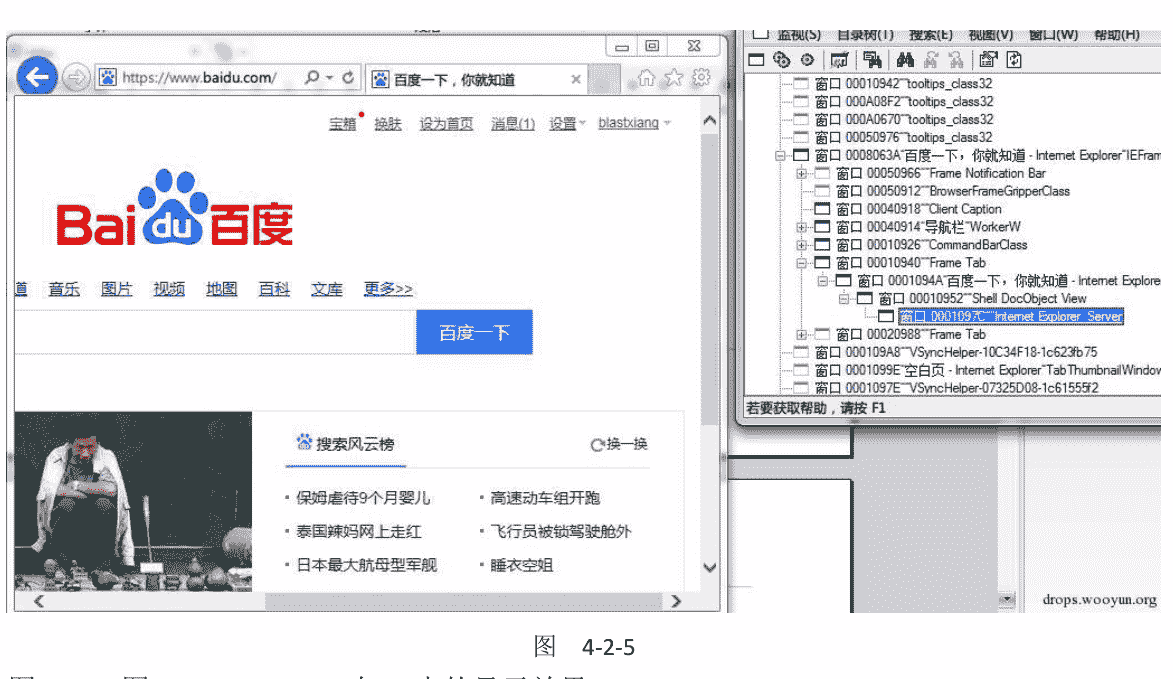 https://www.baidu.com/
百度一下，你就知道
宝箱 换肤 设为首页 消息(1) 设置 blastxiang
Bai du 百度
音乐 图片 视频 地图 百科 文库 更多>>
百度一下
搜索风云榜
换一换
保姆虐待9个月婴儿
高速动车组开跑
泰国辣妈网上走红
飞行员被锁驾驶舱外
日本最大航母型军舰
睡衣空姐
监视(S) 目录树(T) 搜索(E) 视图(V) 窗口(W) 帮助(H)
窗口 00010942""tooltips_class32
窗口 000A08F2""tooltips_class32
窗口 000A0670""tooltips_class32
窗口 00050976""tooltips_class32
窗口 0008063A"百度一下，你就知道 - Internet Explorer"IEFram
窗口 00050966""Frame Notification Bar
窗口 00050912""BrowserFrameGripperClass
窗口 00040918""Client Caption
窗口 00040914"导航栏"WorkerW
窗口 00010926""CommandBarClass
窗口 00010940""Frame Tab
窗口 0001094A"百度一下，你就知道 - Internet Explore
窗口 00010952""Shell DocObject View
窗口 0001097C""Internet Explorer_Server
窗口 00020988""Frame Tab
窗口 000109A8""VSyncHelper-10C34F18-1c623fb75
窗口 0001099E"空白页 - Internet Explorer"TabThumbnailWindow
窗口 0001097E""VSyncHelper-07325D08-1c61555f2
若要获取帮助，请按 F1
drops.wooyun.org
图 4-2-5